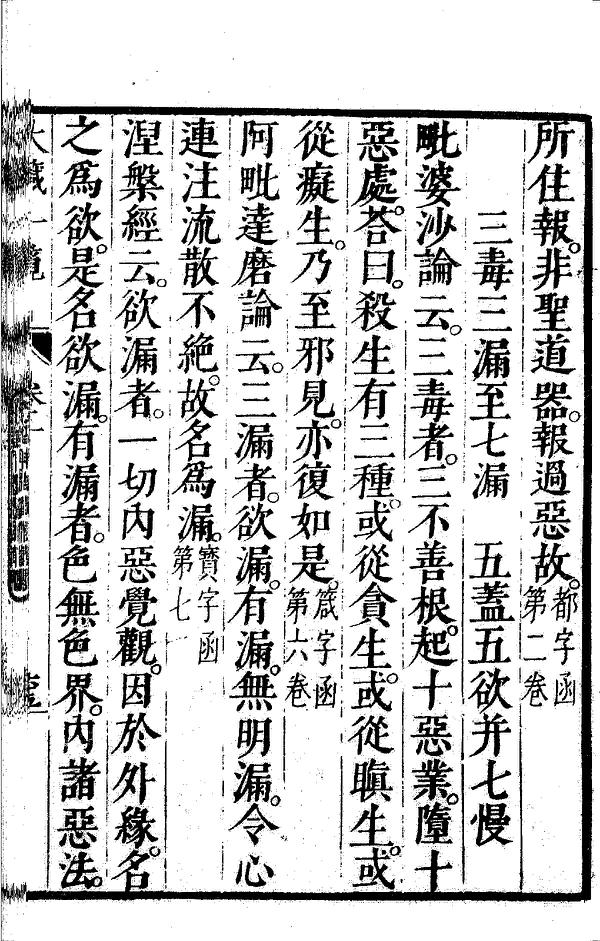 所住報。非聖道器。報過惡故。都字函第二卷
三毒三漏至七漏　五蓋五欲并七慢
毗婆沙論云。三毒者。三不善根。起十惡業。墮十
惡處。荅曰。殺生有三種。或從貪生。或從瞋生。或
從癡生。乃至邪見。亦復如是。箴字函第六卷
阿毗達磨論云。三漏者。欲漏。有漏。無明漏。令心
連注流散不絶。故名爲漏。寶字函第七
涅槃經云。欲漏者。一切內惡覺觀。因於外緣。名
之爲欲。是名欲漏。有漏者。色無色界。內諸惡法。
大藏一覽